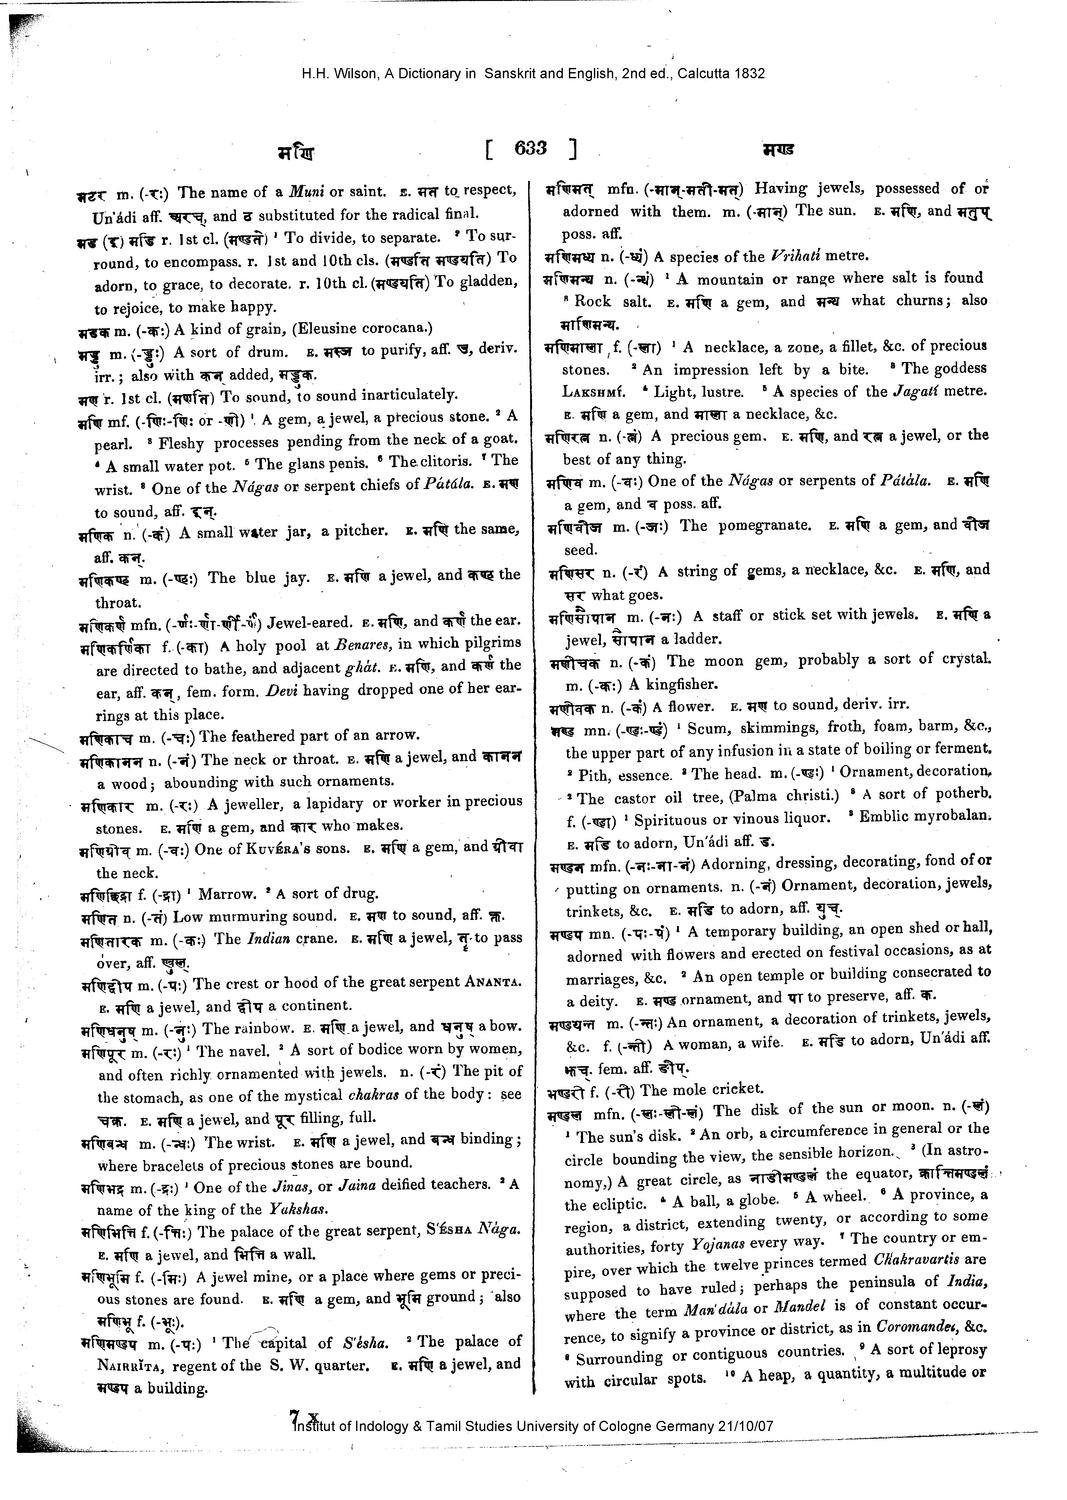 H.H. Wilson, A Dictionary in Sanskrit and English, 2nd ed., Calcutta 1832
मणि
[ 633 ]
मण्ड
मटर m. (-रः) The name of a Muni or saint. E. मत to respect,
Un'ádi aff. अरच्, and ठ substituted for the radical final.
मड (इ) मडि r. 1st cl. (मण्डते) ¹ To divide, to separate. ² To sur-
round, to encompass. r. 1st and 10th cls. (मण्डति मण्डयति) To
adorn, to grace, to decorate. r. 10th cl. (मण्डयति) To gladden,
to rejoice, to make happy.
मडक m. (-कः) A kind of grain, (Eleusine corocana.)
मड्डु m. (-ड्डुः) A sort of drum. E. मस्ज to purify, aff. उ, deriv.
irr.; also with कन् added, मड्डुक.
मण r. 1st cl. (मणति) To sound, to sound inarticulately.
मणि mf. (-णिः-णिः or -णी) ¹ A gem, a jewel, a precious stone. ² A
pearl. ³ Fleshy processes pending from the neck of a goat.
⁴ A small water pot. ⁵ The glans penis. ⁶ The clitoris. ⁷ The
wrist. ⁸ One of the Nágas or serpent chiefs of Pátála. E. मण
to sound, aff. इन्.
मणिक n. (-कं) A small water jar, a pitcher. E. मणि the same,
aff. कन्.
मणिकण्ठ m. (-ण्ठः) The blue jay. E. मणि a jewel, and कण्ठ the
throat.
मणिकर्ण mfn. (-र्णः-र्णा-र्णी-र्णं) Jewel-eared. E. मणि, and कर्ण the ear.
मणिकर्णिका f. (-का) A holy pool at Benares, in which pilgrims
are directed to bathe, and adjacent ghát. E. मणि, and कर्ण the
ear, aff. कन्, fem. form. Devi having dropped one of her ear-
rings at this place.
मणिकाच m. (-चः) The feathered part of an arrow.
मणिकानन n. (-नं) The neck or throat. E. मणि a jewel, and कानन
a wood; abounding with such ornaments.
मणिकार m. (-रः) A jeweller, a lapidary or worker in precious
stones. E. मणि a gem, and कार who makes.
मणिग्रीव m. (-वः) One of KUVÉRA'S sons. E. मणि a gem, and ग्रीवा
the neck.
मणिच्छिद्रा f. (-द्रा) ¹ Marrow. ² A sort of drug.
मणित n. (-तं) Low murmuring sound. E. मण to sound, aff. क्त.
मणितारक m. (-कः) The Indian crane. E. मणि a jewel, तृ to pass
over, aff. ण्वुल्.
मणिद्वीप m. (-पः) The crest or hood of the great serpent ANANTA.
E. मणि a jewel, and द्वीप a continent.
मणिधनुष् m. (-नुः) The rainbow. E. मणि a jewel, and धनुष् a bow.
मणिपूर m. (-रः) ¹ The navel. ² A sort of bodice worn by women,
and often richly ornamented with jewels. n. (-रं) The pit of
the stomach, as one of the mystical chakras of the body: see
चक्र. E. मणि a jewel, and पूर filling, full.
मणिबन्ध m. (-न्धः) The wrist. E. मणि a jewel, and बन्ध binding;
where bracelets of precious stones are bound.
मणिभद्र m. (-द्रः) ¹ One of the Jinas, or Jaina deified teachers. ² A
name of the king of the Yakshas.
मणिभित्ति f. (-त्तिः) The palace of the great serpent, S'ÉSHA Nága.
E. मणि a jewel, and भित्ति a wall.
मणिभूमि f. (-मिः) A jewel mine, or a place where gems or preci-
ous stones are found. E. मणि a gem, and भूमि ground; also
मणिभू f. (-भूः).
मणिमण्डप m. (-पः) ¹ The capital of S'ésha. ² The palace of
NAIRRĬTA, regent of the S. W. quarter. E. मणि a jewel, and
मण्डप a building.
मणिमत् mfn. (-मान्-मती-मत्) Having jewels, possessed of or
adorned with them. m. (-मान्) The sun. E. मणि, and मतुप्
poss. aff.
मणिमध्य n. (-ध्यं) A species of the Vrihatí metre.
मणिमन्थ n. (-न्थं) ¹ A mountain or range where salt is found
² Rock salt. E. मणि a gem, and मन्थ what churns; also
माणिमन्थ.
मणिमाला f. (-ला) ¹ A necklace, a zone, a fillet, &c. of precious
stones. ² An impression left by a bite. ³ The goddess
LAKSHMÍ. ⁴ Light, lustre. ⁵ A species of the Jagatí metre.
E. मणि a gem, and माला a necklace, &c.
मणिरत्न n. (-त्नं) A precious gem. E. मणि, and रत्न a jewel, or the
best of any thing.
मणिव m. (-वः) One of the Nágas or serpents of Pátàla. E. मणि
a gem, and व poss. aff.
मणिवीज m. (-जः) The pomegranate. E. मणि a gem, and वीज
seed.
मणिसर n. (-रं) A string of gems, a necklace, &c. E. मणि, and
सर what goes.
मणिसोपान m. (-नः) A staff or stick set with jewels. E. मणि a
jewel, सोपान a ladder.
मणीचक n. (-कं) The moon gem, probably a sort of crystal.
m. (-कः) A kingfisher.
मणीवक n. (-कं) A flower. E. मण to sound, deriv. irr.
मण्ड mn. (-ण्डः-ण्डं) ¹ Scum, skimmings, froth, foam, barm, &c.,
the upper part of any infusion in a state of boiling or ferment.
² Pith, essence. ³ The head. m. (-ण्डः) ¹ Ornament, decoration.
² The castor oil tree, (Palma christi.) ³ A sort of potherb.
f. (-ण्डा) ¹ Spirituous or vinous liquor. ² Emblic myrobalan.
E. मडि to adorn, Un'ádi aff. ड.
मण्डन mfn. (-नः-ना-नं) Adorning, dressing, decorating, fond of or
putting on ornaments. n. (-नं) Ornament, decoration, jewels,
trinkets, &c. E. मडि to adorn, aff. युच्.
मण्डप mn. (-पः-पं) ¹ A temporary building, an open shed or hall,
adorned with flowers and erected on festival occasions, as at
marriages, &c. ² An open temple or building consecrated to
a deity. E. मण्ड ornament, and पा to preserve, aff. क.
मण्डयन्त m. (-न्तः) An ornament, a decoration of trinkets, jewels,
&c. f. (-न्ती) A woman, a wife. E. मडि to adorn, Un'ádi aff.
झच्. fem. aff. ङीप्.
मण्डरी f. (-री) The mole cricket.
मण्डल mfn. (-लः-ली-लं) The disk of the sun or moon. n. (-लं)
¹ The sun's disk. ² An orb, a circumference in general or the
circle bounding the view, the sensible horizon. ³ (In astro-
nomy,) A great circle, as नाडीमण्डलं the equator, क्रान्तिमण्डलं
the ecliptic. ⁴ A ball, a globe. ⁵ A wheel. ⁶ A province, a
region, a district, extending twenty, or according to some
authorities, forty Yojanas every way. ⁷ The country or em-
pire, over which the twelve princes termed Chakravartis are
supposed to have ruled; perhaps the peninsula of India,
where the term Man'dála or Mandel is of constant occur-
rence, to signify a province or district, as in Coromandel, &c.
⁸ Surrounding or contiguous countries. ⁹ A sort of leprosy
with circular spots. ¹⁰ A heap, a quantity, a multitude or
7 X
Institut of Indology & Tamil Studies University of Cologne Germany 21/10/07